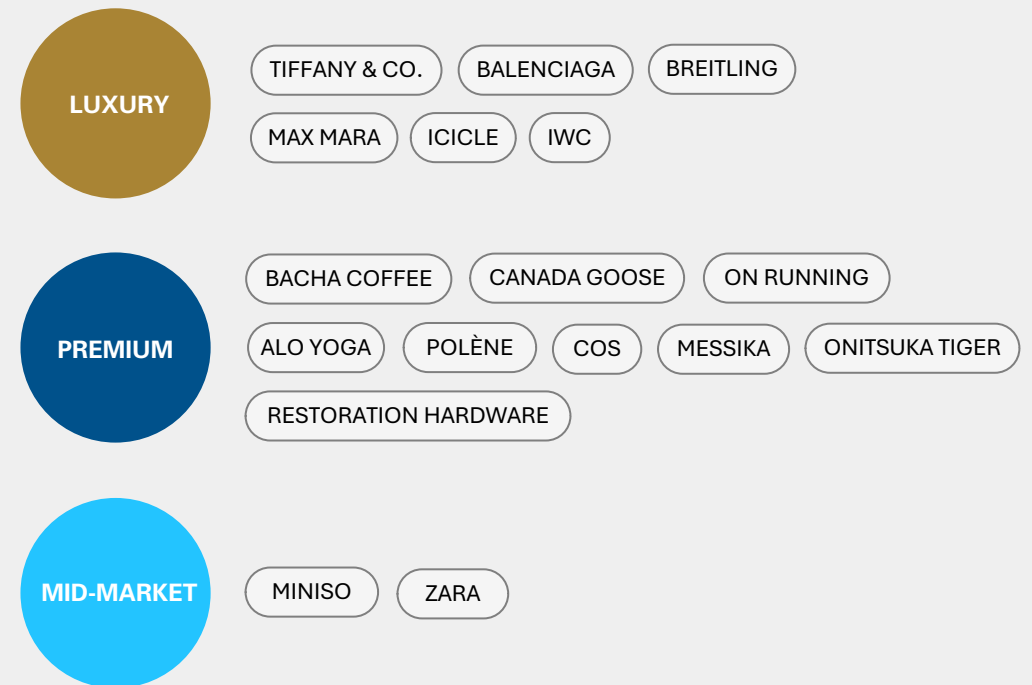 LUXURY
TIFFANY & CO. BALENCIAGA BREITLING
MAX MARA ICICLE IWC
PREMIUM
BACHA COFFEE CANADA GOOSE ON RUNNING
ALO YOGA POLÈNE COS MESSIKA ONITSUKA TIGER
RESTORATION HARDWARE
MID-MARKET
MINISO ZARA